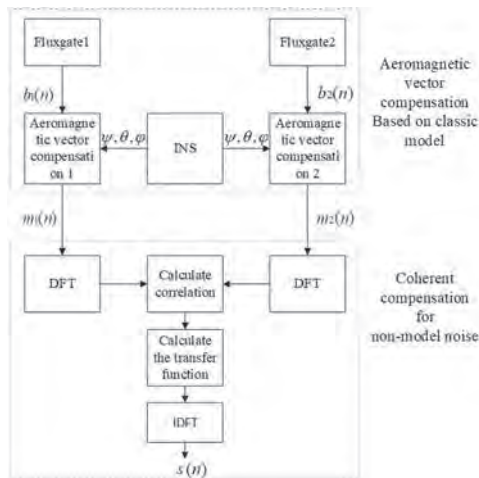 Fluxgate1
Fluxgate2
b₁(n)
b₂(n)
Aeromagne
tic vector
compensati
on 1
ψ, θ, φ
INS
ψ, θ, φ
Aeromagne
tic vector
compensati
on 2
Aeromagnetic
vector
compensation
Based on classic
model
m₁(n)
m₂(n)
DFT
Calculate
correlation
DFT
Calculate
the transfer
function
IDFT
s(n)
Coherent
compensation
for
non-model noise